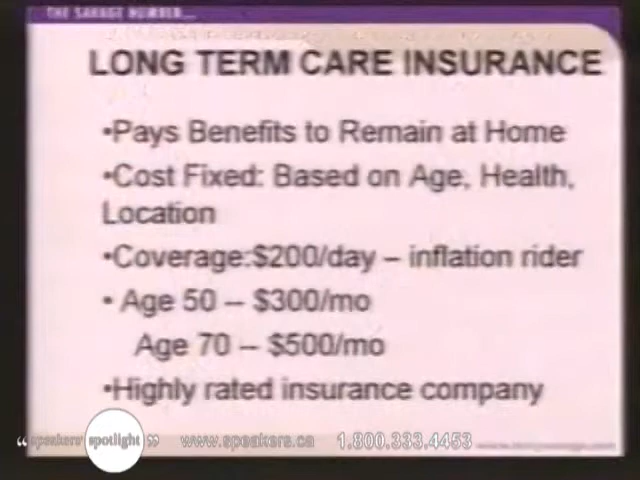 THE SAVAGE NUMBER...
LONG TERM CARE INSURANCE
•Pays Benefits to Remain at Home
•Cost Fixed: Based on Age, Health,
Location
•Coverage:$200/day – inflation rider
• Age 50 – $300/mo
Age 70 – $500/mo
•Highly rated insurance company
“speakers' spotlight” www.speakers.ca 1.800.333.4453